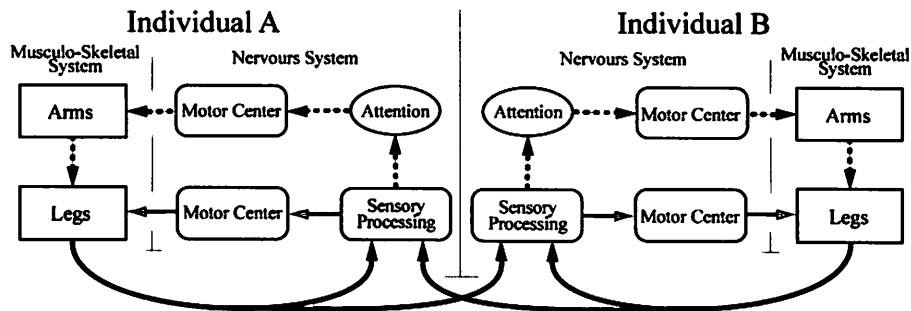 Individual A
Individual B
Musculo-Skeletal
System
Nervours System
Nervours System
Musculo-Skeletal
System
Arms
Motor Center
Attention
Attention
Motor Center
Arms
Legs
Motor Center
Sensory
Processing
Sensory
Processing
Motor Center
Legs